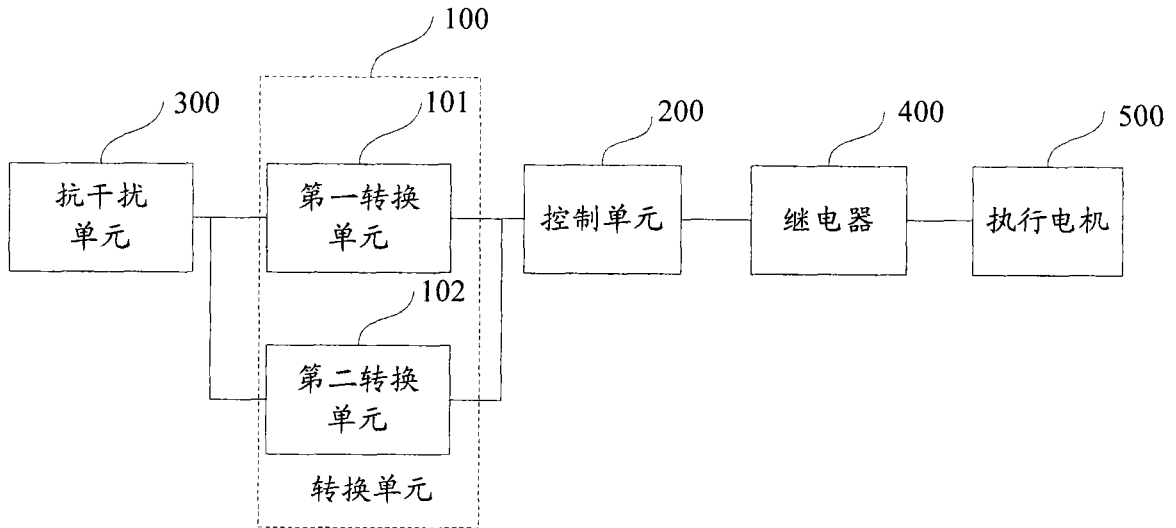 100
300
101
200
400
500
抗干扰
单元
第一转换
单元
控制单元
继电器
执行电机
102
第二转换
单元
转换单元